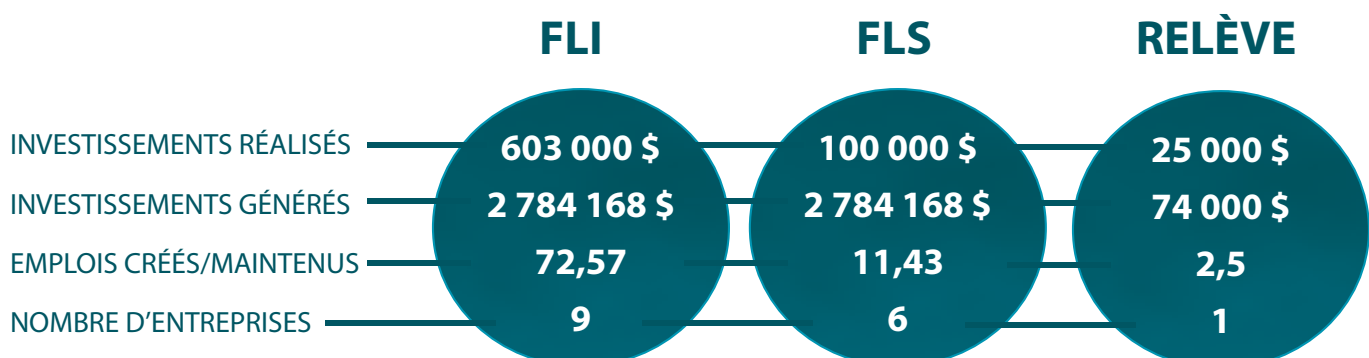 FLI FLS RELÈVE
INVESTISSEMENTS RÉALISÉS 603 000 $ 100 000 $ 25 000 $
INVESTISSEMENTS GÉNÉRÉS 2 784 168 $ 2 784 168 $ 74 000 $
EMPLOIS CRÉÉS/MAINTENUS 72,57 11,43 2,5
NOMBRE D’ENTREPRISES 9 6 1